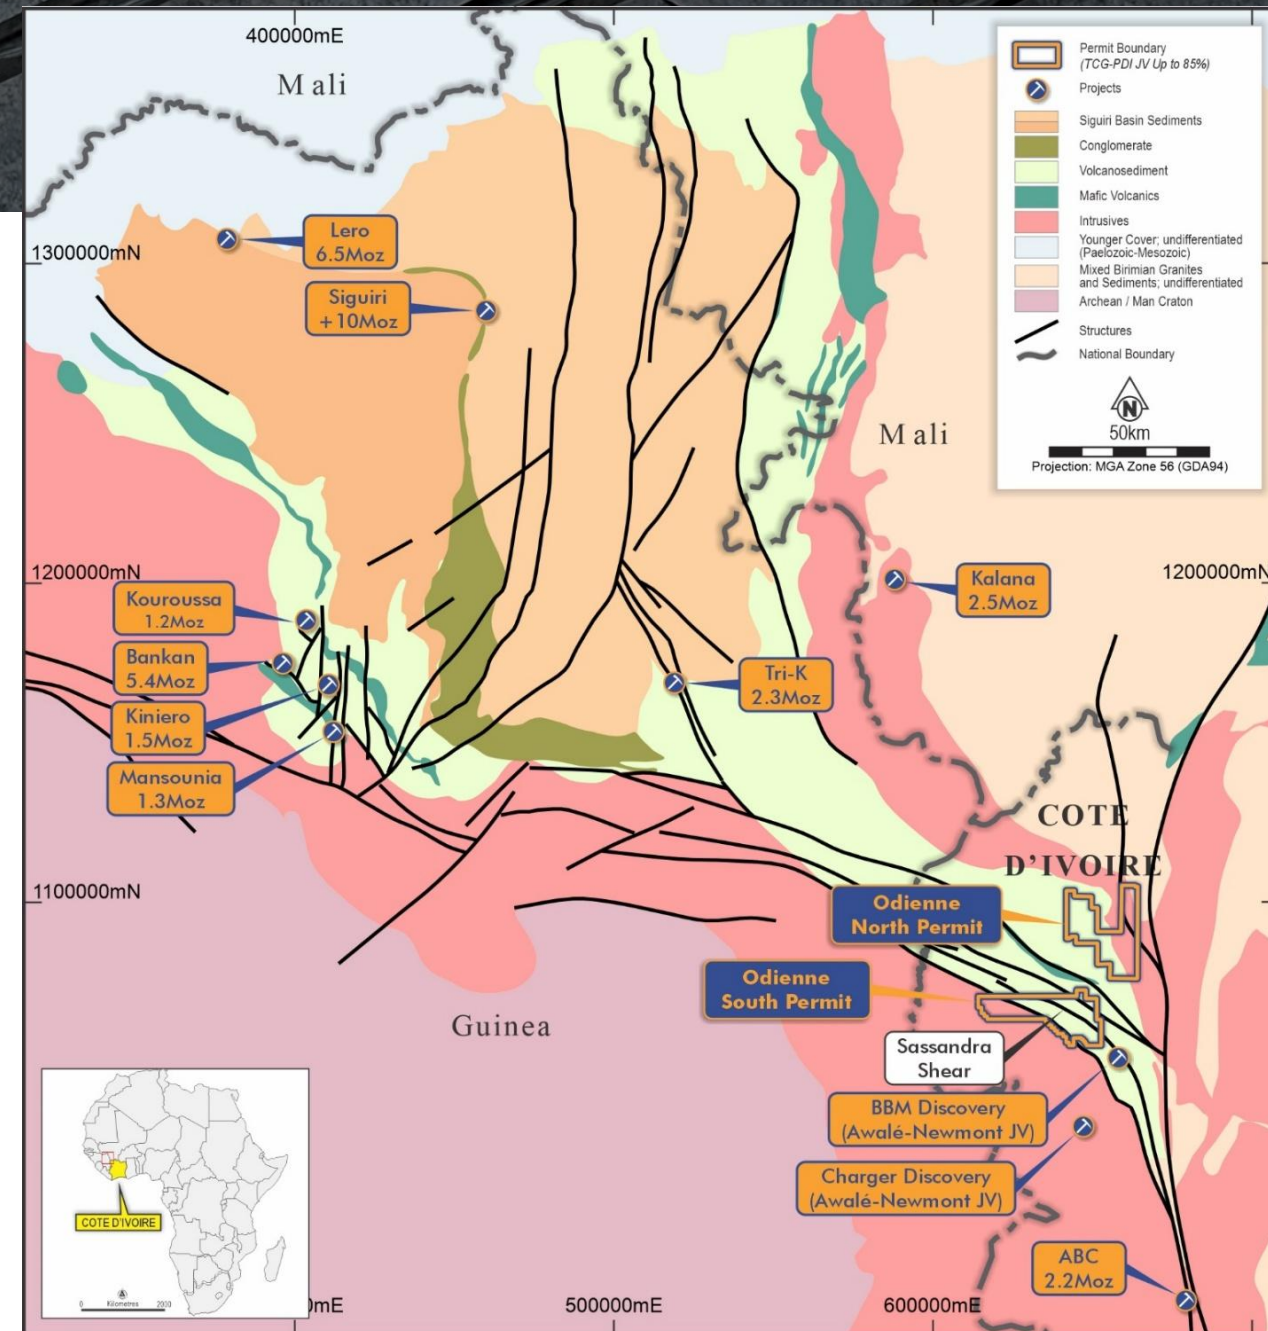 400000mE
Mali
Permit Boundary
(TCG-PDI JV Up to 85%)
Projects
Siguiri Basin Sediments
Conglomerate
Volcanosediment
Mafic Volcanics
Intrusives
Younger Cover; undifferentiated
(Paelozoic-Mesozoic)
Mixed Birimian Granites
and Sediments; undifferentiated
Archean / Man Craton
Structures
National Boundary
N
50km
Projection: MGA Zone 56 (GDA94)
Lero
6.5Moz
1300000mN
Siguiri
+10Moz
Mali
1200000mN
1200000mN
Kalana
2.5Moz
Kouroussa
1.2Moz
Bankan
5.4Moz
Tri-K
2.3Moz
Kiniero
1.5Moz
Mansounia
1.3Moz
COTE
D'IVOIRE
1100000mN
Odienne
North Permit
Odienne
South Permit
Guinea
Sassandra
Shear
BBM Discovery
(Awalé-Newmont JV)
Charger Discovery
(Awalé-Newmont JV)
COTE D'IVOIRE
ABC
2.2Moz
0 Kilometres 2000
mE
500000mE
600000mE